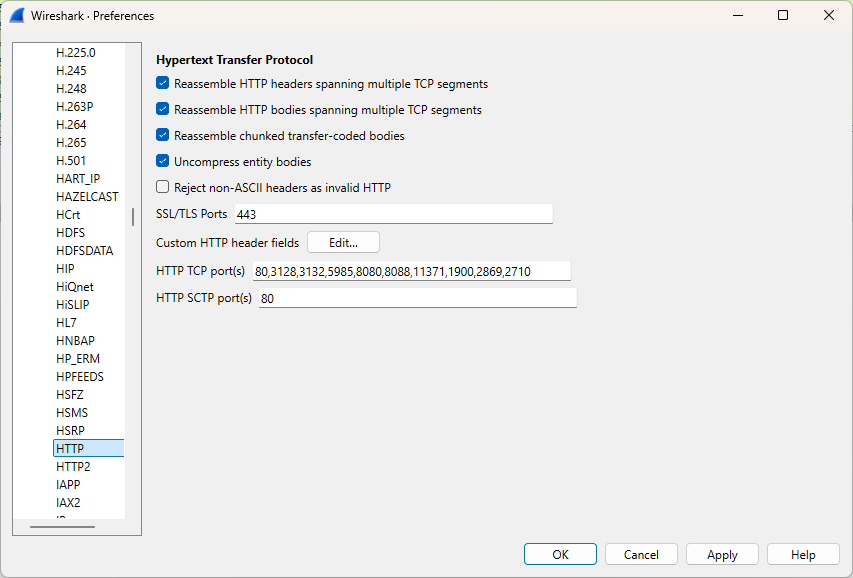 Wireshark · Preferences
H.225.0
H.245
H.248
H.263P
H.264
H.265
H.501
HART_IP
HAZELCAST
HCrt
HDFS
HDFSDATA
HIP
HiQnet
HiSLIP
HL7
HNBAP
HP_ERM
HPFEEDS
HSFZ
HSMS
HSRP
HTTP
HTTP2
IAPP
IAX2
Hypertext Transfer Protocol
Reassemble HTTP headers spanning multiple TCP segments
Reassemble HTTP bodies spanning multiple TCP segments
Reassemble chunked transfer-coded bodies
Uncompress entity bodies
Reject non-ASCII headers as invalid HTTP
SSL/TLS Ports 443
Custom HTTP header fields Edit...
HTTP TCP port(s) 80,3128,3132,5985,8080,8088,11371,1900,2869,2710
HTTP SCTP port(s) 80
OK Cancel Apply Help